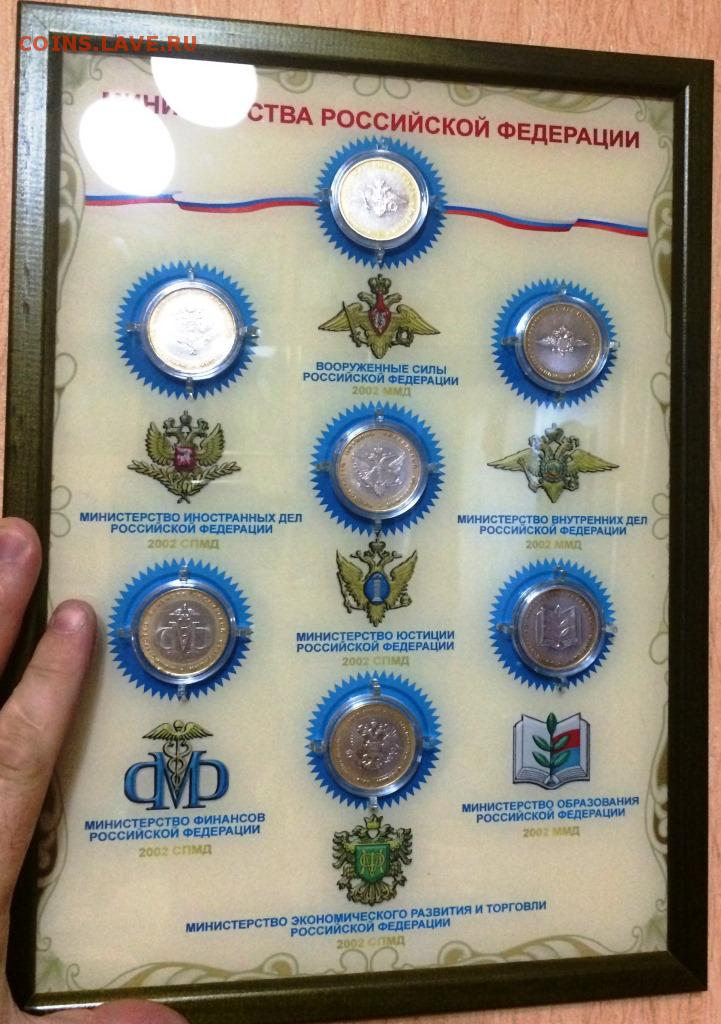 COINS.LAVE.RU
РОССИЙСКОЙ ФЕДЕРАЦИИ
ВООРУЖЕННЫЕ СИЛЫ
РОССИЙСКОЙ ФЕДЕРАЦИИ
2002 ММД
МИНИСТЕРСТВО ИНОСТРАННЫХ ДЕЛ
РОССИЙСКОЙ ФЕДЕРАЦИИ
2002 СПМД
МИНИСТЕРСТВО ВНУТРЕННИХ ДЕЛ
РОССИЙСКОЙ ФЕДЕРАЦИИ
2002 ММД
МИНИСТЕРСТВО ЮСТИЦИИ
РОССИЙСКОЙ ФЕДЕРАЦИИ
2002 СПМД
МИНИСТЕРСТВО ФИНАНСОВ
РОССИЙСКОЙ ФЕДЕРАЦИИ
2002 СПМД
МИНИСТЕРСТВО ОБРАЗОВАНИЯ
РОССИЙСКОЙ ФЕДЕРАЦИИ
2002 ММД
МИНИСТЕРСТВО ЭКОНОМИЧЕСКОГО РАЗВИТИЯ И ТОРГОВЛИ
РОССИЙСКОЙ ФЕДЕРАЦИИ
2002 СПМД